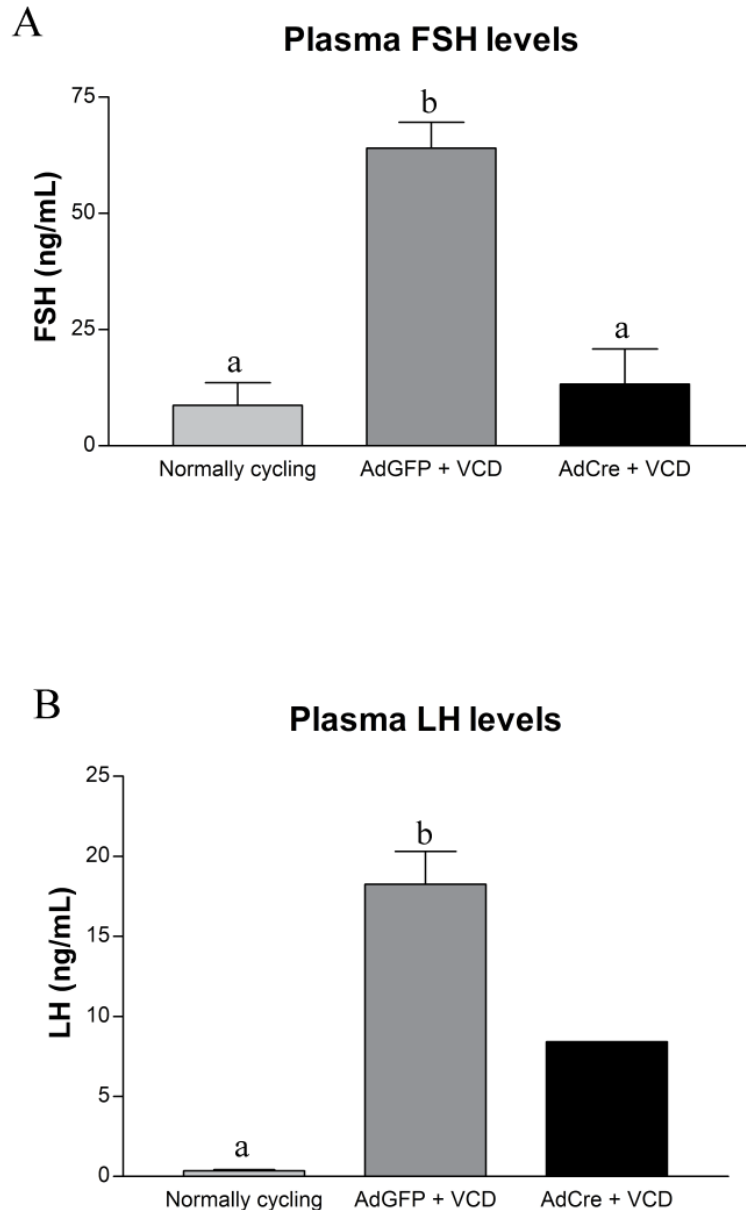 A
Plasma FSH levels
75
50
25
0
FSH (ng/mL)
a
b
a
Normally cycling
AdGFP + VCD
AdCre + VCD
B
Plasma LH levels
25
20
15
10
5
0
LH (ng/mL)
a
b
Normally cycling
AdGFP + VCD
AdCre + VCD